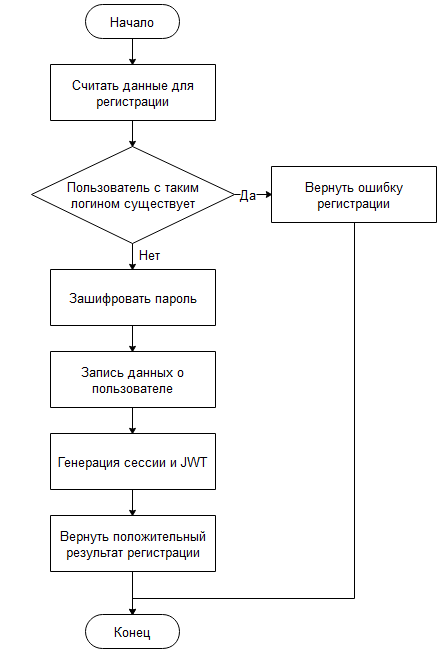 Начало
Считать данные для
регистрации
Пользователь с таким
логином существует
Да
Вернуть ошибку
регистрации
Нет
Зашифровать пароль
Запись данных о
пользователе
Генерация сессии и JWT
Вернуть положительный
результат регистрации
Конец